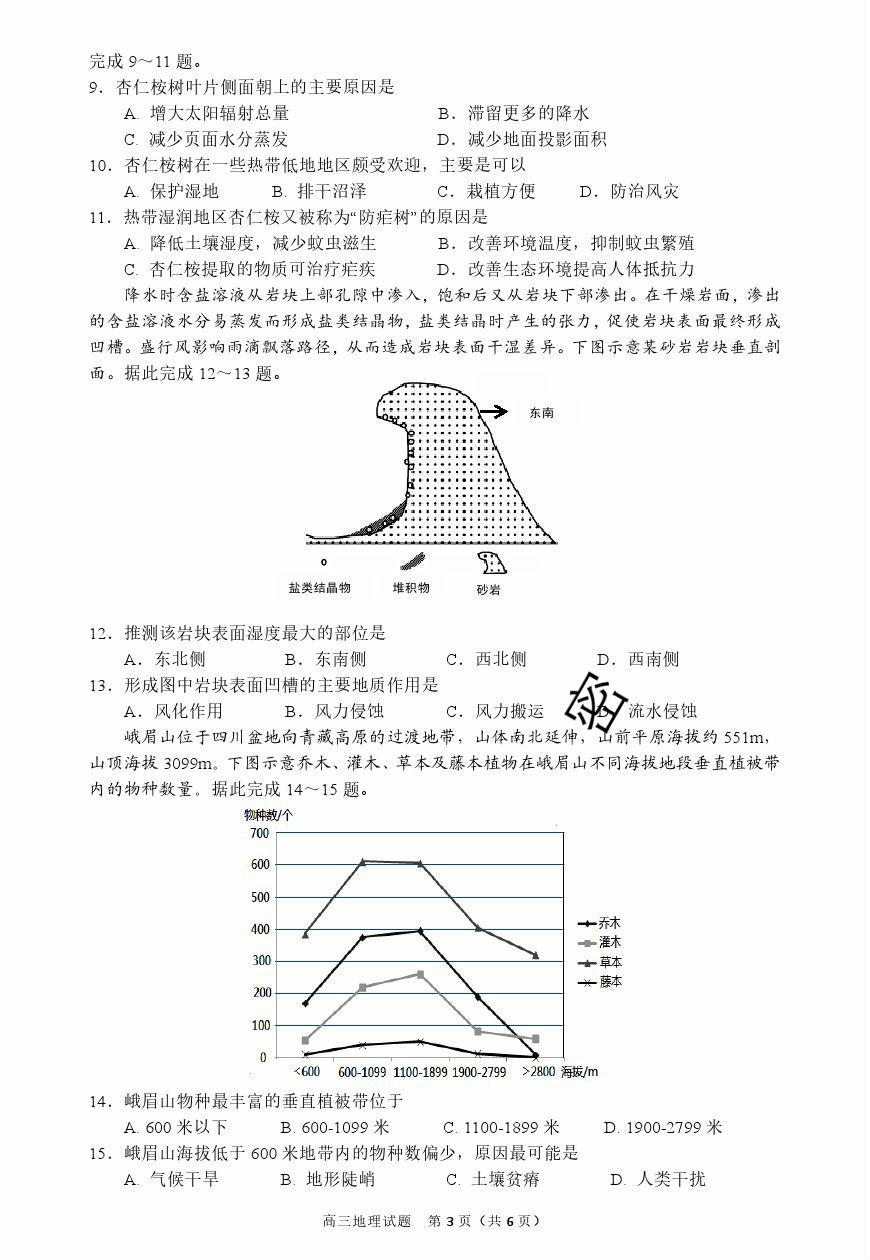 完成 9～11 题。
9．杏仁桉树叶片侧面朝上的主要原因是
A. 增大太阳辐射总量 B．滞留更多的降水
C. 减少页面水分蒸发 D．减少地面投影面积
10．杏仁桉树在一些热带低地地区颇受欢迎，主要是可以
A. 保护湿地 B. 排干沼泽 C．栽植方便 D．防治风灾
11．热带湿润地区杏仁桉又被称为“防疟树”的原因是
A. 降低土壤湿度，减少蚊虫滋生 B．改善环境温度，抑制蚊虫繁殖
C. 杏仁桉提取的物质可治疗疟疾 D．改善生态环境提高人体抵抗力
降水时含盐溶液从岩块上部孔隙中渗入，饱和后又从岩块下部渗出。在干燥岩面，渗出
的含盐溶液水分易蒸发而形成盐类结晶物，盐类结晶时产生的张力，促使岩块表面最终形成
凹槽。盛行风影响雨滴飘落路径，从而造成岩块表面干湿差异。下图示意某砂岩岩块垂直剖
面。据此完成 12～13 题。
东南
盐类结晶物 堆积物 砂岩
12．推测该岩块表面湿度最大的部位是
A．东北侧 B．东南侧 C．西北侧 D．西南侧
13．形成图中岩块表面凹槽的主要地质作用是
A．风化作用 B．风力侵蚀 C．风力搬运 D．流水侵蚀
密
峨眉山位于四川盆地向青藏高原的过渡地带，山体南北延伸，山前平原海拔约 551m，
山顶海拔 3099m。下图示意乔木、灌木、草本及藤本植物在峨眉山不同海拔地段垂直植被带
内的物种数量。据此完成 14～15 题。
物种数/个
700
600
500
400
300
200
100
0
<600 600-1099 1100-1899 1900-2799 >2800 海拔/m
乔木
灌木
草本
藤本
14．峨眉山物种最丰富的垂直植被带位于
A. 600 米以下 B. 600-1099 米 C. 1100-1899 米 D. 1900-2799 米
15．峨眉山海拔低于 600 米地带内的物种数偏少，原因最可能是
A. 气候干旱 B. 地形陡峭 C. 土壤贫瘠 D. 人类干扰
高三地理试题 第 3 页（共 6 页）